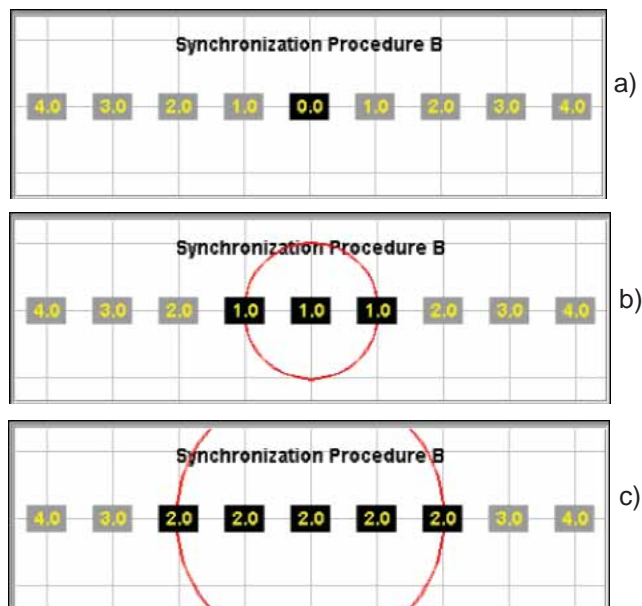 Synchronization Procedure B
4.0 3.0 2.0 1.0 0.0 1.0 2.0 3.0 4.0
a)
Synchronization Procedure B
4.0 3.0 2.0 1.0 1.0 1.0 2.0 3.0 4.0
b)
Synchronization Procedure B
4.0 3.0 2.0 2.0 2.0 2.0 2.0 3.0 4.0
c)